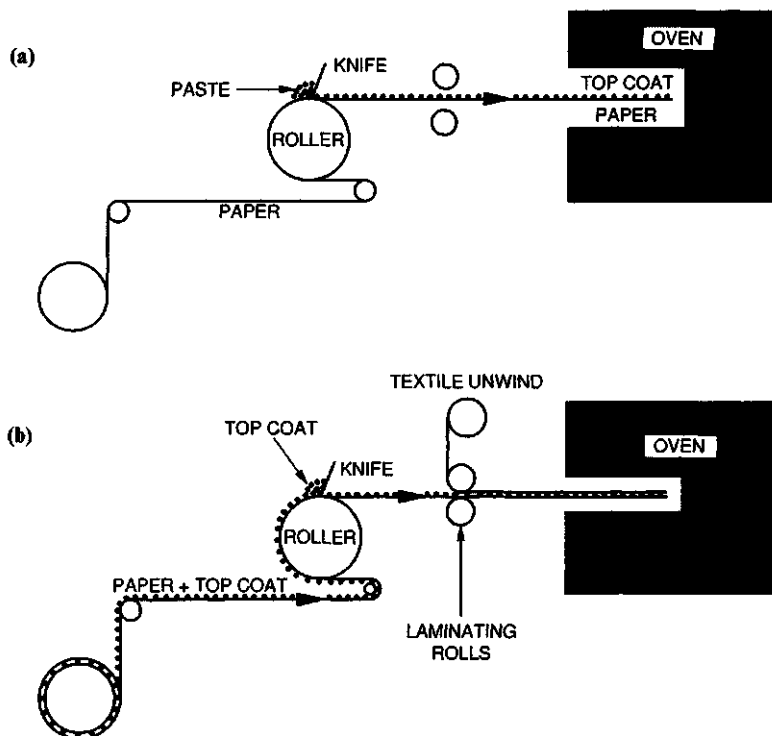 (a)
OVEN
KNIFE
PASTE
TOP COAT
ROLLER
PAPER
PAPER
TEXTILE UNWIND
(b)
TOP COAT
OVEN
KNIFE
ROLLER
PAPER + TOP COAT
LAMINATING
ROLLS